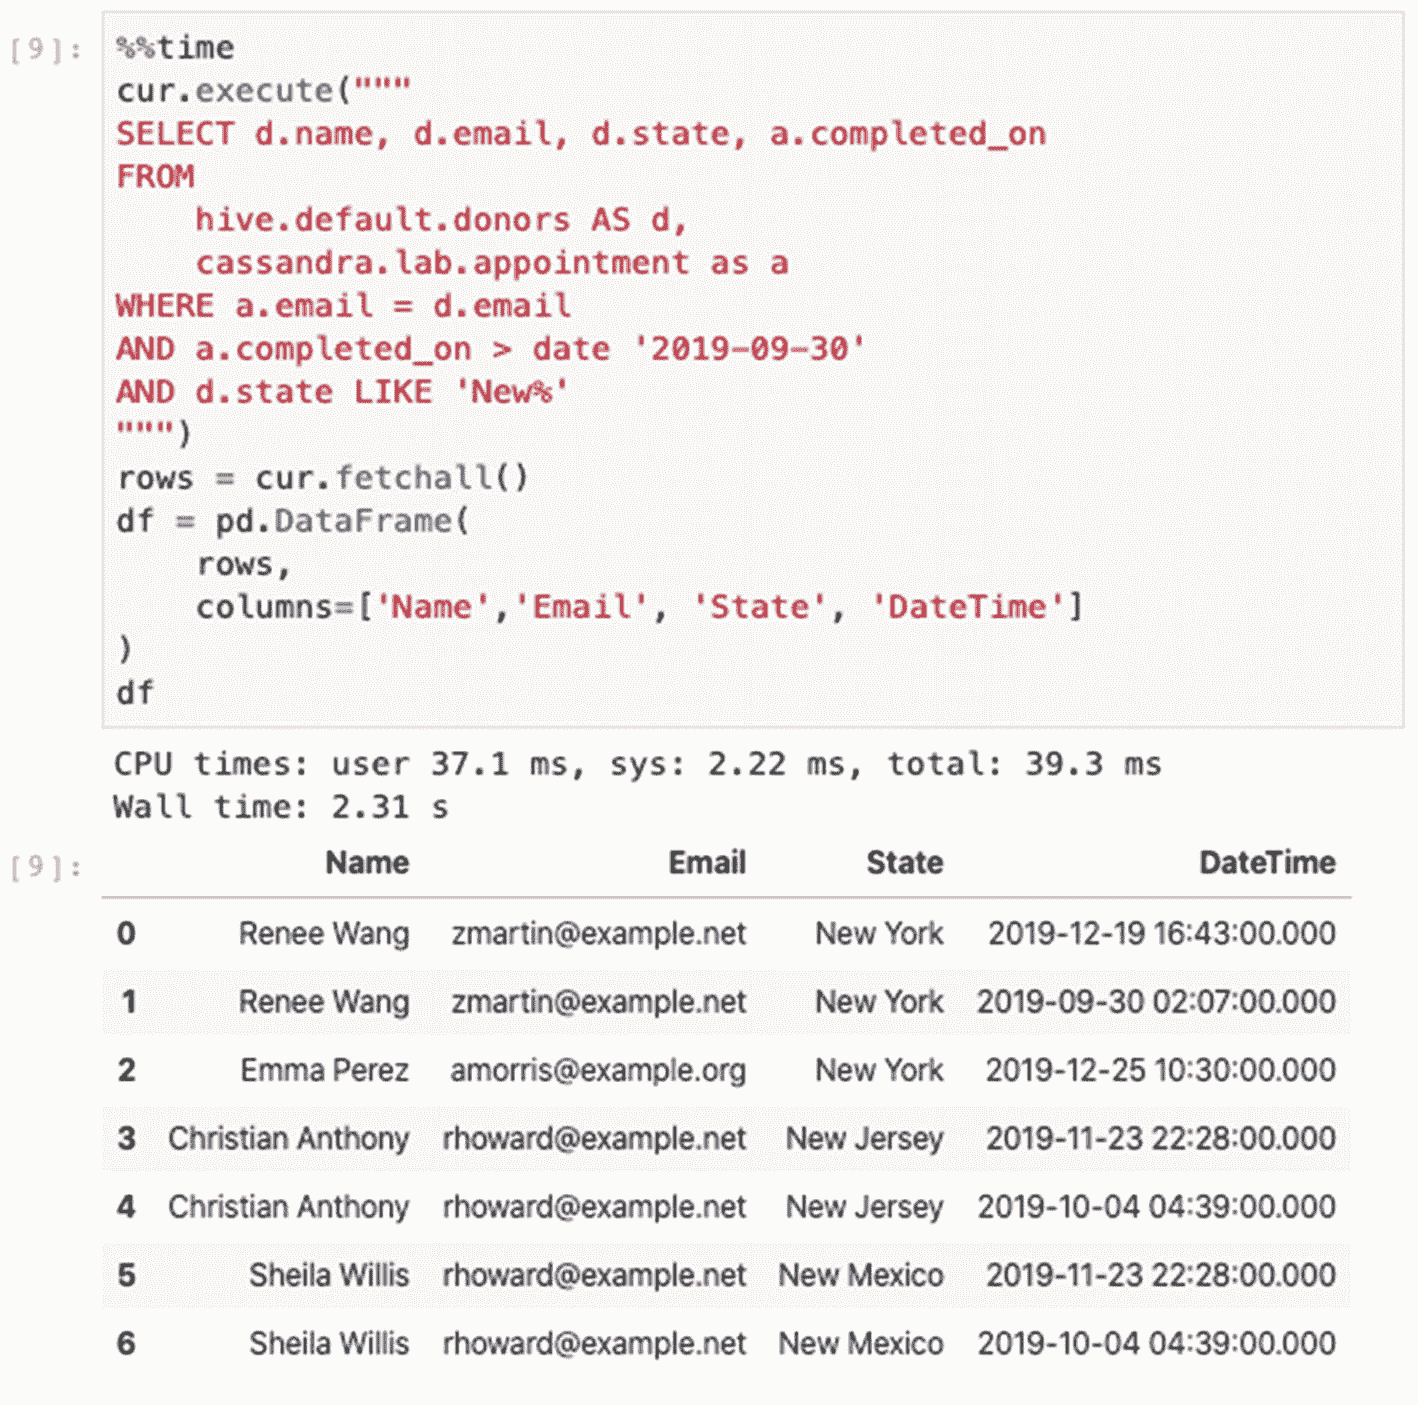 [9]: %%time
cur.execute("""
SELECT d.name, d.email, d.state, a.completed_on
FROM
    hive.default.donors AS d,
    cassandra.lab.appointment as a
WHERE a.email = d.email
AND a.completed_on > date '2019-09-30'
AND d.state LIKE 'New%'
""")
rows = cur.fetchall()
df = pd.DataFrame(
    rows,
    columns=['Name','Email', 'State', 'DateTime']
)
df
CPU times: user 37.1 ms, sys: 2.22 ms, total: 39.3 ms
Wall time: 2.31 s
[9]: Name Email State DateTime
0 Renee Wang zmartin@example.net New York 2019-12-19 16:43:00.000
1 Renee Wang zmartin@example.net New York 2019-09-30 02:07:00.000
2 Emma Perez amorris@example.org New York 2019-12-25 10:30:00.000
3 Christian Anthony rhoward@example.net New Jersey 2019-11-23 22:28:00.000
4 Christian Anthony rhoward@example.net New Jersey 2019-10-04 04:39:00.000
5 Sheila Willis rhoward@example.net New Mexico 2019-11-23 22:28:00.000
6 Sheila Willis rhoward@example.net New Mexico 2019-10-04 04:39:00.000